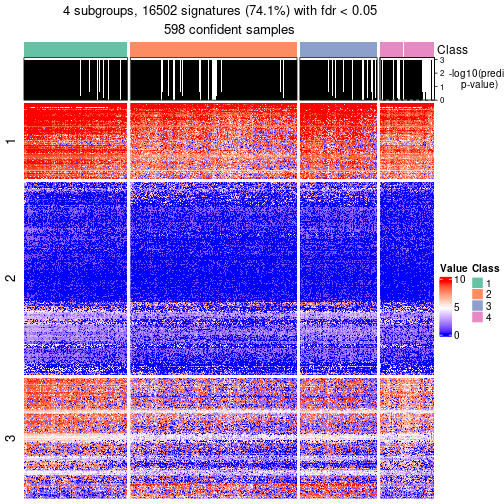 4 subgroups, 16502 signatures (74.1%) with fdr < 0.05
598 confident samples
Class
3
2
1
0
-log10(predi
p-value)
1
2
3
Value
10
5
0
Class
1
2
3
4